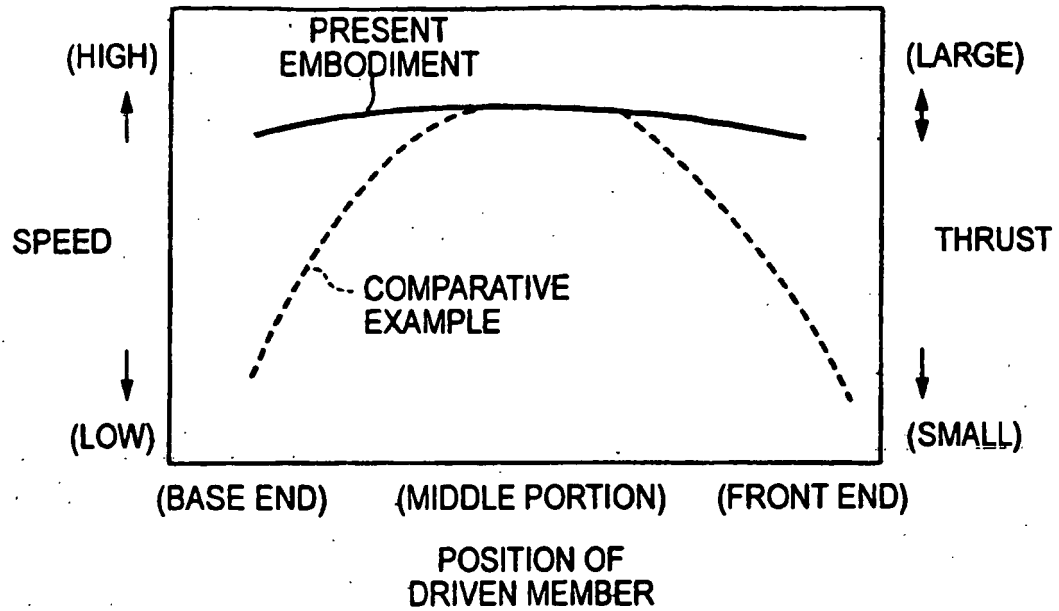 PRESENT
EMBODIMENT
(HIGH)
(LARGE)
SPEED
THRUST
COMPARATIVE
EXAMPLE
(LOW)
(SMALL)
(BASE END)
(MIDDLE PORTION)
(FRONT END)
POSITION OF
DRIVEN MEMBER